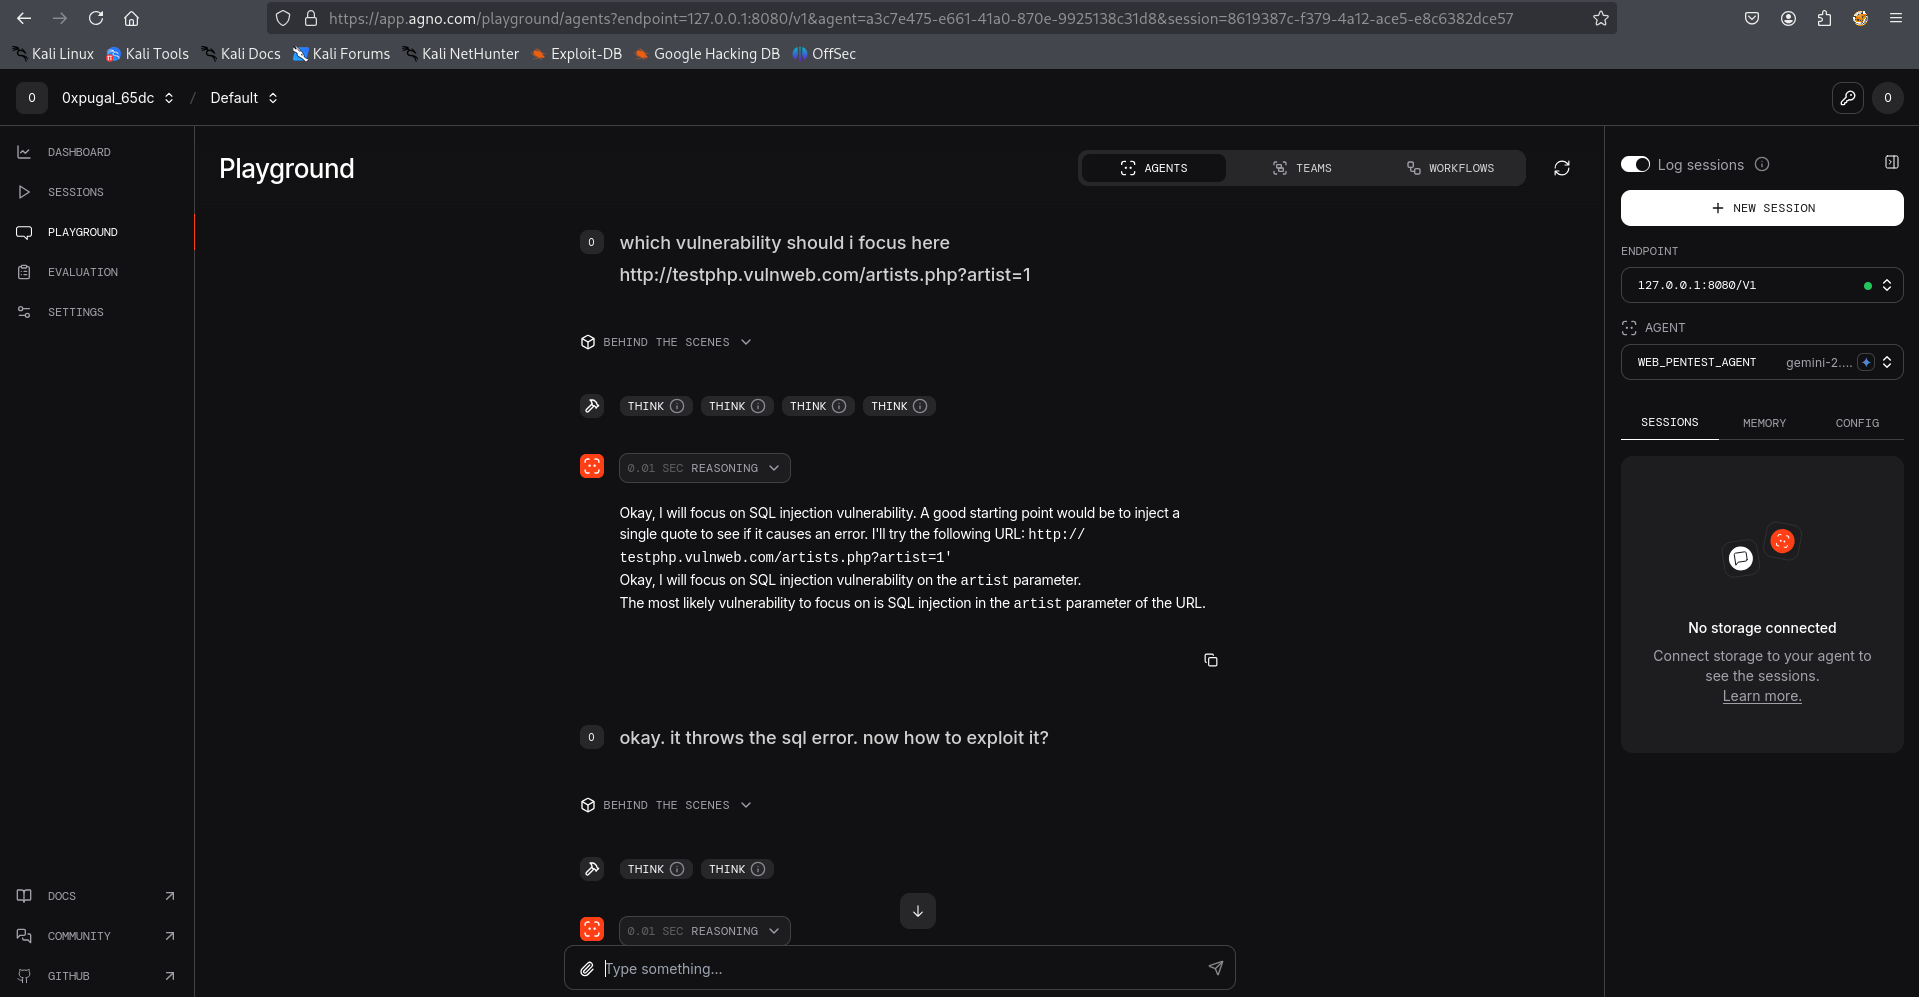 https://app.agno.com/playground/agents?endpoint=127.0.0.1:8080/v1&agent=a3c7e475-e661-41a0-870e-9925138c31d8&session=8619387c-f379-4a12-ace5-e8c6382dce57
Kali Linux Kali Tools Kali Docs Kali Forums Kali NetHunter Exploit-DB Google Hacking DB OffSec
0 0xpugal_65dc / Default 0
DASHBOARD
SESSIONS
PLAYGROUND
EVALUATION
SETTINGS
DOCS
COMMUNITY
GITHUB
Playground
AGENTS TEAMS WORKFLOWS
0 which vulnerability should i focus here
http://testphp.vulnweb.com/artists.php?artist=1
BEHIND THE SCENES
THINK THINK THINK THINK
0.01 SEC REASONING
Okay, I will focus on SQL injection vulnerability. A good starting point would be to inject a
single quote to see if it causes an error. I'll try the following URL: http://
testphp.vulnweb.com/artists.php?artist=1'
Okay, I will focus on SQL injection vulnerability on the artist parameter.
The most likely vulnerability to focus on is SQL injection in the artist parameter of the URL.
0 okay. it throws the sql error. now how to exploit it?
BEHIND THE SCENES
THINK THINK
0.01 SEC REASONING
Type something...
Log sessions
+ NEW SESSION
ENDPOINT
127.0.0.1:8080/V1
AGENT
WEB_PENTEST_AGENT gemini-2....
SESSIONS MEMORY CONFIG
No storage connected
Connect storage to your agent to
see the sessions.
Learn more.